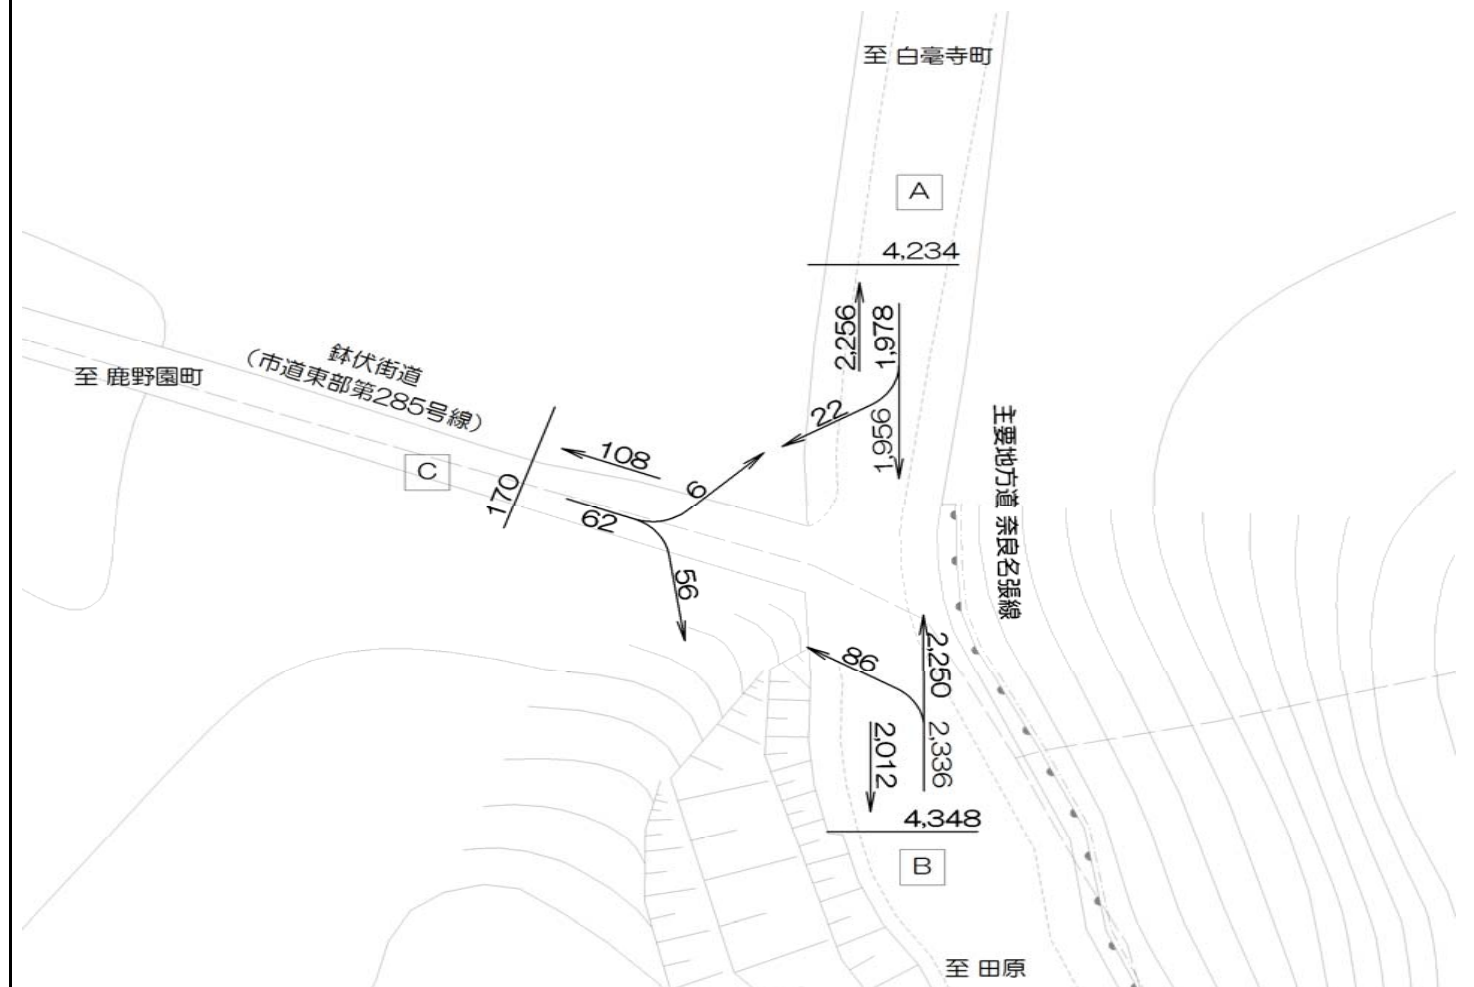 至 白毫寺町
A
4,234
2,256
1,978
22
1,956
鉢伏街道
(市道東部第285号線)
至 鹿野園町
C
170
108
62
6
56
主要地方道 奈良名張線
86
2,250
2,336
2,012
4,348
B
至 田原